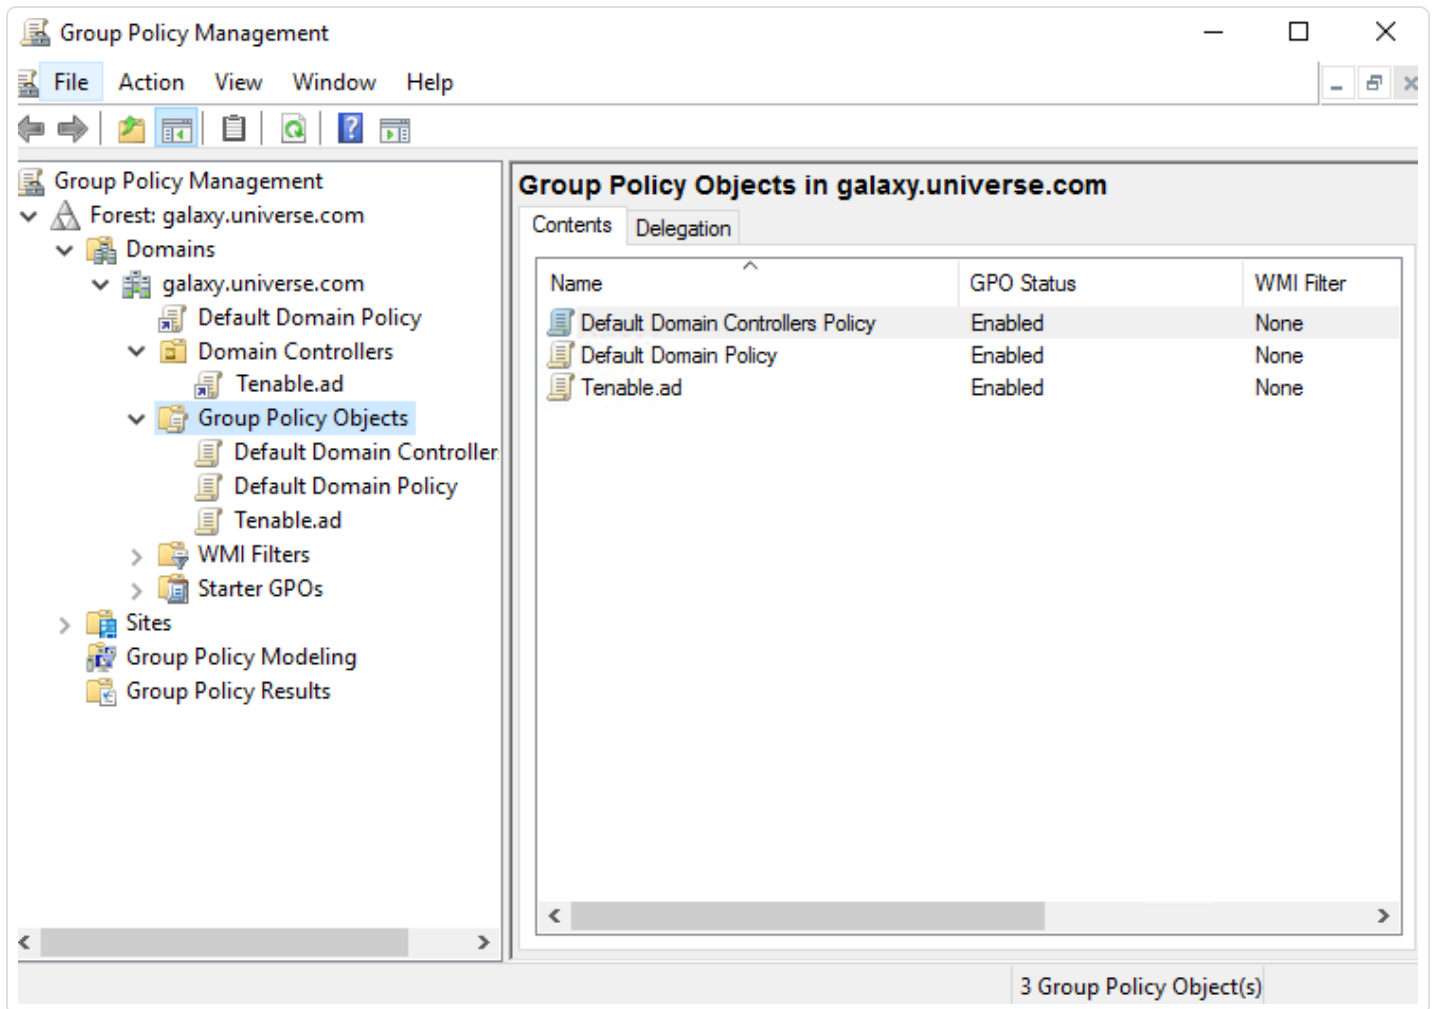 Group Policy Management
File Action View Window Help
Group Policy Management
Forest: galaxy.universe.com
Domains
galaxy.universe.com
Default Domain Policy
Domain Controllers
Tenable.ad
Group Policy Objects
Default Domain Controller
Default Domain Policy
Tenable.ad
WMI Filters
Starter GPOs
Sites
Group Policy Modeling
Group Policy Results
Group Policy Objects in galaxy.universe.com
Contents Delegation
Name GPO Status WMI Filter
Default Domain Controllers Policy Enabled None
Default Domain Policy Enabled None
Tenable.ad Enabled None
3 Group Policy Object(s)